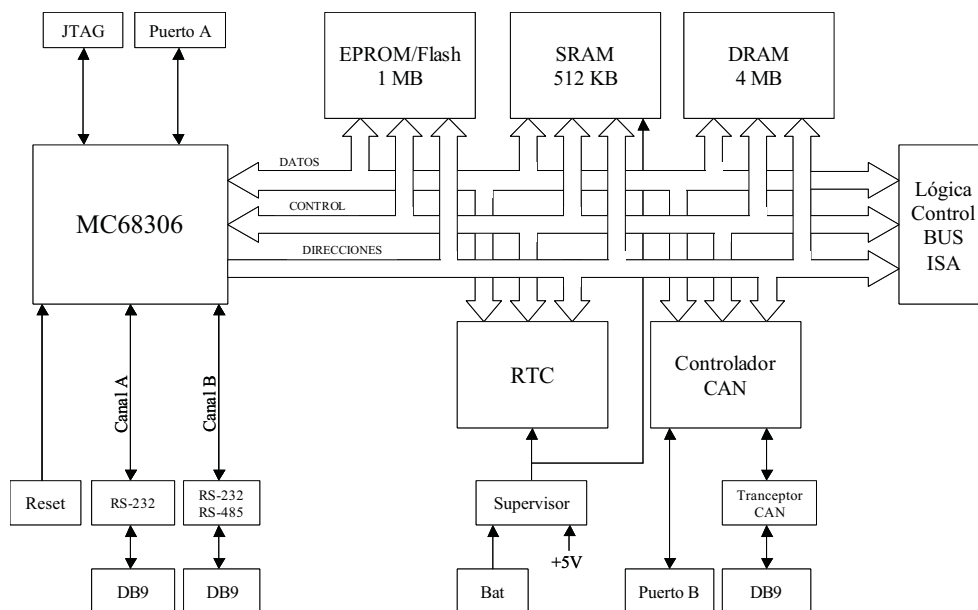 JTAG
Puerto A
EPROM/Flash
1 MB
SRAM
512 KB
DRAM
4 MB
MC68306
DATOS
CONTROL
DIRECCIONES
Lógica
Control
BUS
ISA
RTC
Controlador
CAN
Canal A
Canal B
Reset
RS-232
RS-232
RS-485
Supervisor
Tranceptor
CAN
+5V
DB9
DB9
Bat
Puerto B
DB9